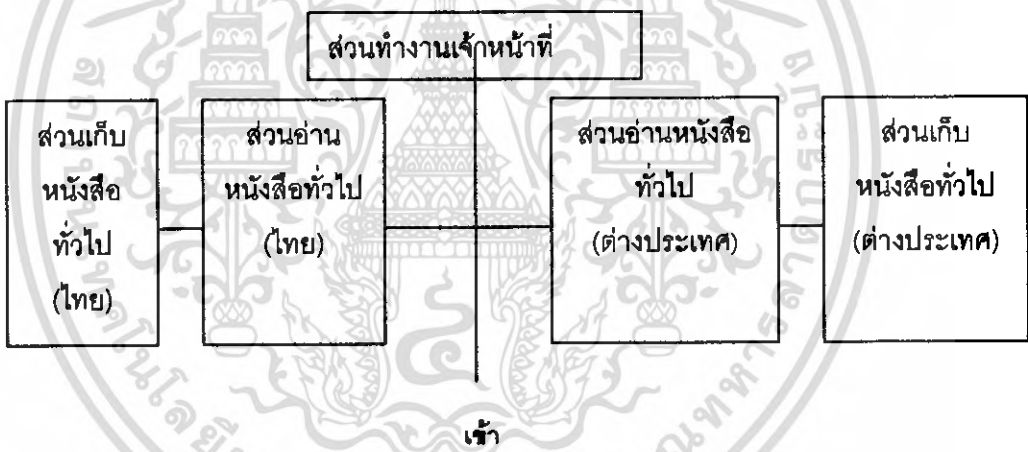 ส่วนทำงานเจ้าหน้าที่
ส่วนเก็บ
หนังสือ
ทั่วไป
(ไทย)
ส่วนอ่าน
หนังสือทั่วไป
(ไทย)
ส่วนอ่านหนังสือ
ทั่วไป
(ต่างประเทศ)
ส่วนเก็บ
หนังสือทั่วไป
(ต่างประเทศ)
เข้า